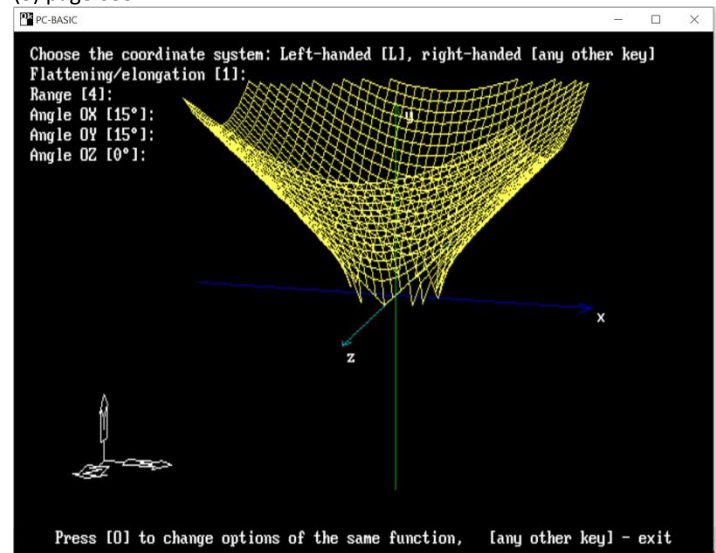 PC-BASIC
Choose the coordinate system: Left-handed [L], right-handed [any other key]
Flattening/elongation [1]:
Range [4]:
Angle OX [15°]:
Angle OY [15°]:
Angle OZ [0°]:
y
x
z
Press [O] to change options of the same function, [any other key] - exit